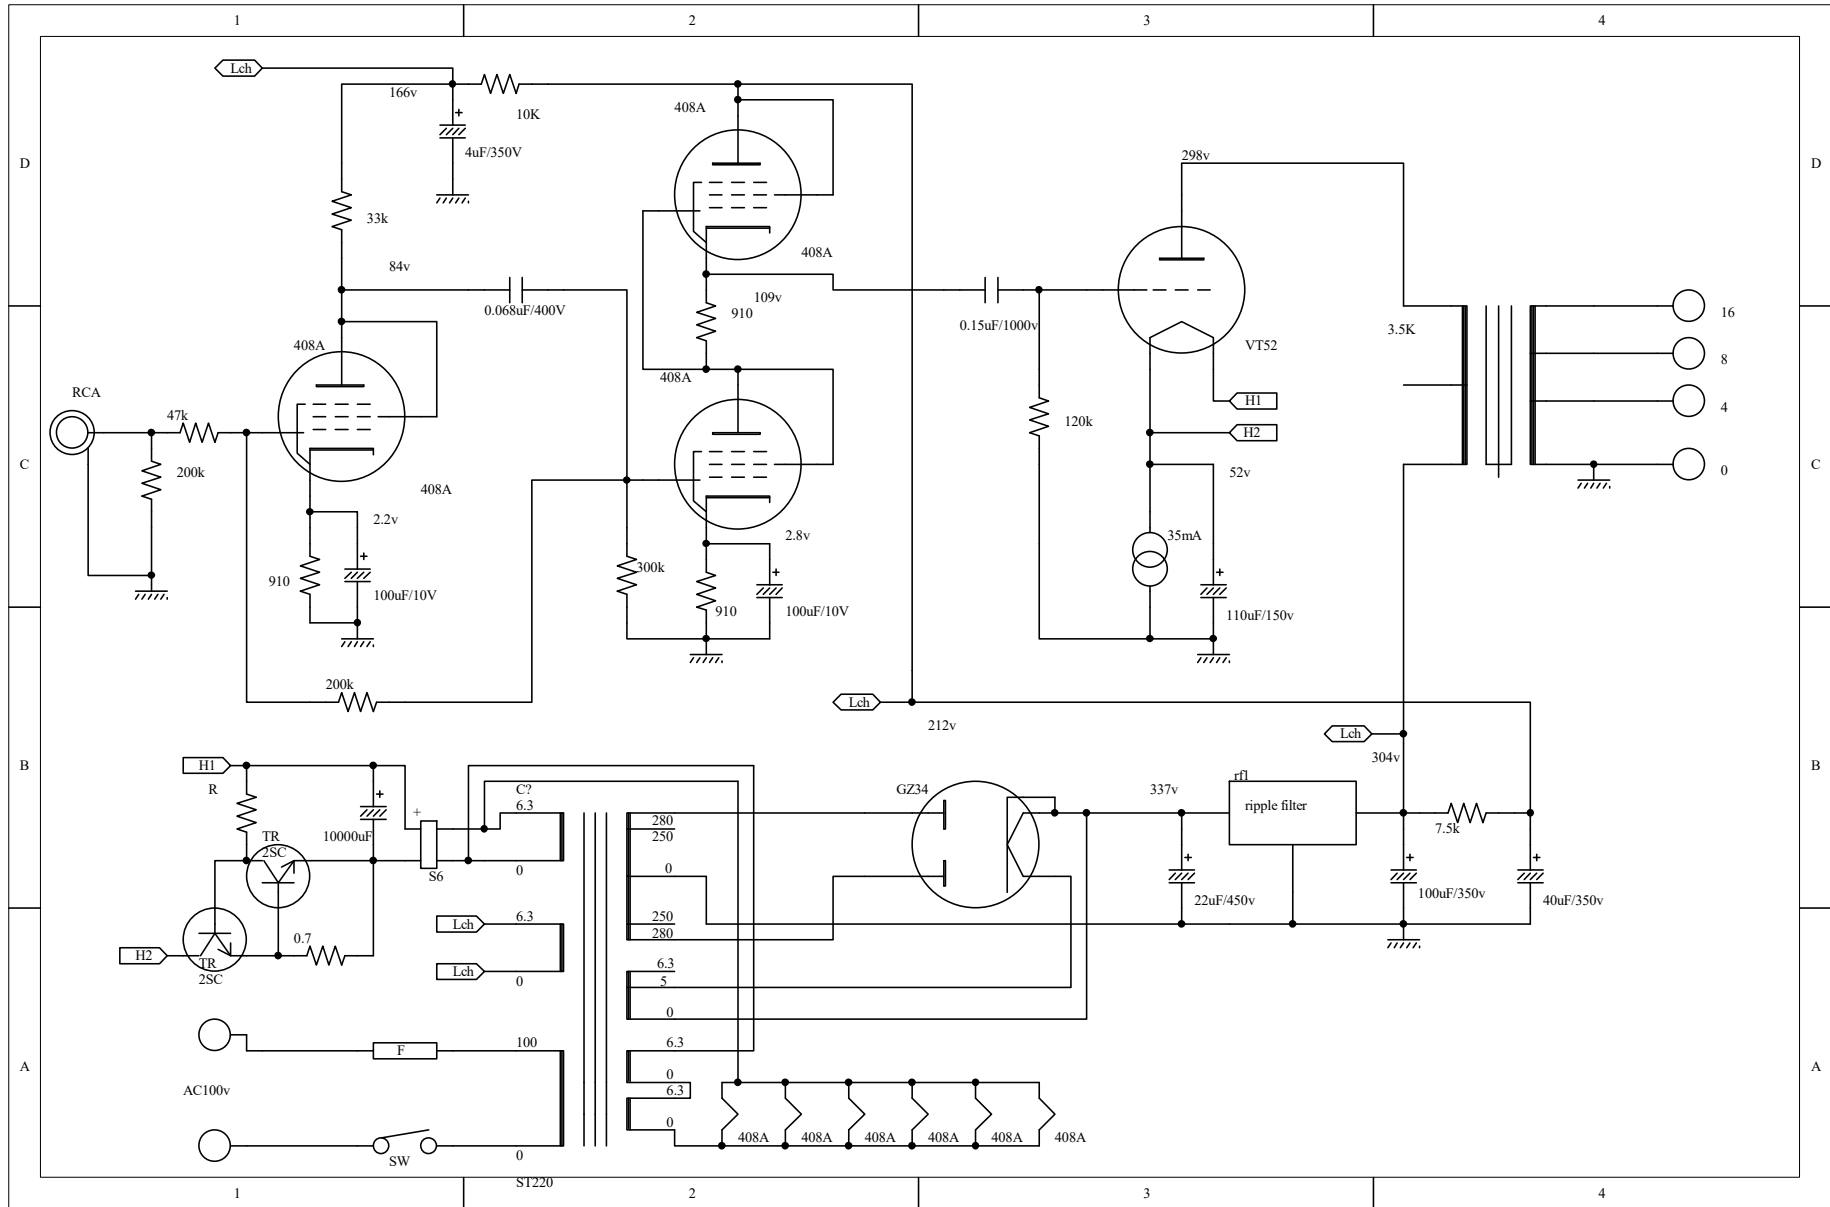 1
2
3
4
D
D
Lch
166v
10K
4uF/350V
33k
84v
0.068uF/400V
408A
408A
109v
910
408A
298v
VT52
0.15uF/1000v
3.5K
16
8
4
0
C
C
RCA
47k
200k
408A
408A
2.2v
910
100uF/10V
300k
2.8v
910
100uF/10V
120k
H1
H2
52v
35mA
110uF/150v
200k
Lch
212v
Lch
304v
B
B
H1
R
10000uF
TR
2SC
+
S6
H2
TR
2SC
0.7
C?
6.3
0
Lch
6.3
Lch
0
280
250
0
250
280
6.3
5
0
GZ34
337v
rf1
ripple filter
7.5k
22uF/450v
100uF/350v
40uF/350v
A
A
AC100v
F
100
SW
0
ST220
6.3
0
6.3
0
408A
408A
408A
408A
408A
408A
1
2
3
4